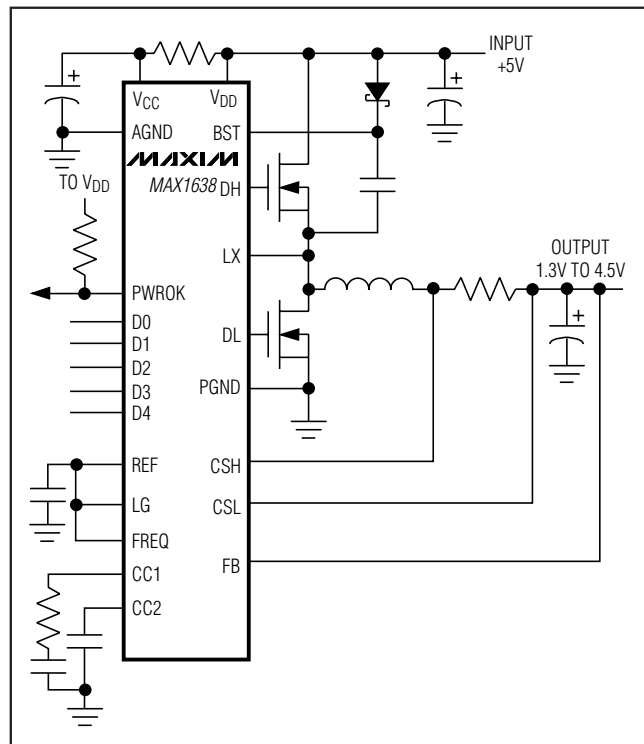 INPUT
+5V
+
+
VCC
VDD
AGND
BST
MAXIM
TO VDD
MAX1638
DH
LX
OUTPUT
1.3V TO 4.5V
PWROK
+
D0
D1
DL
D2
D3
PGND
D4
REF
CSH
LG
CSL
FREQ
FB
CC1
CC2